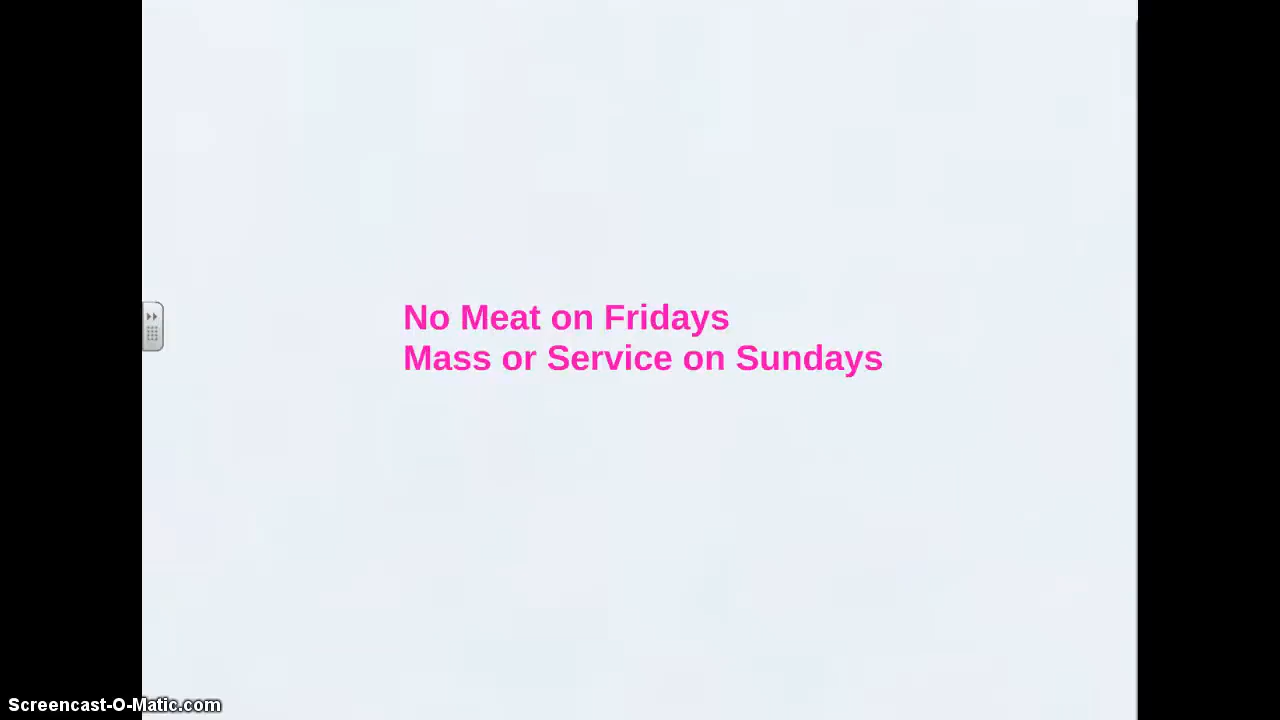 No Meat on Fridays
Mass or Service on Sundays
Screencast-O-Matic.com